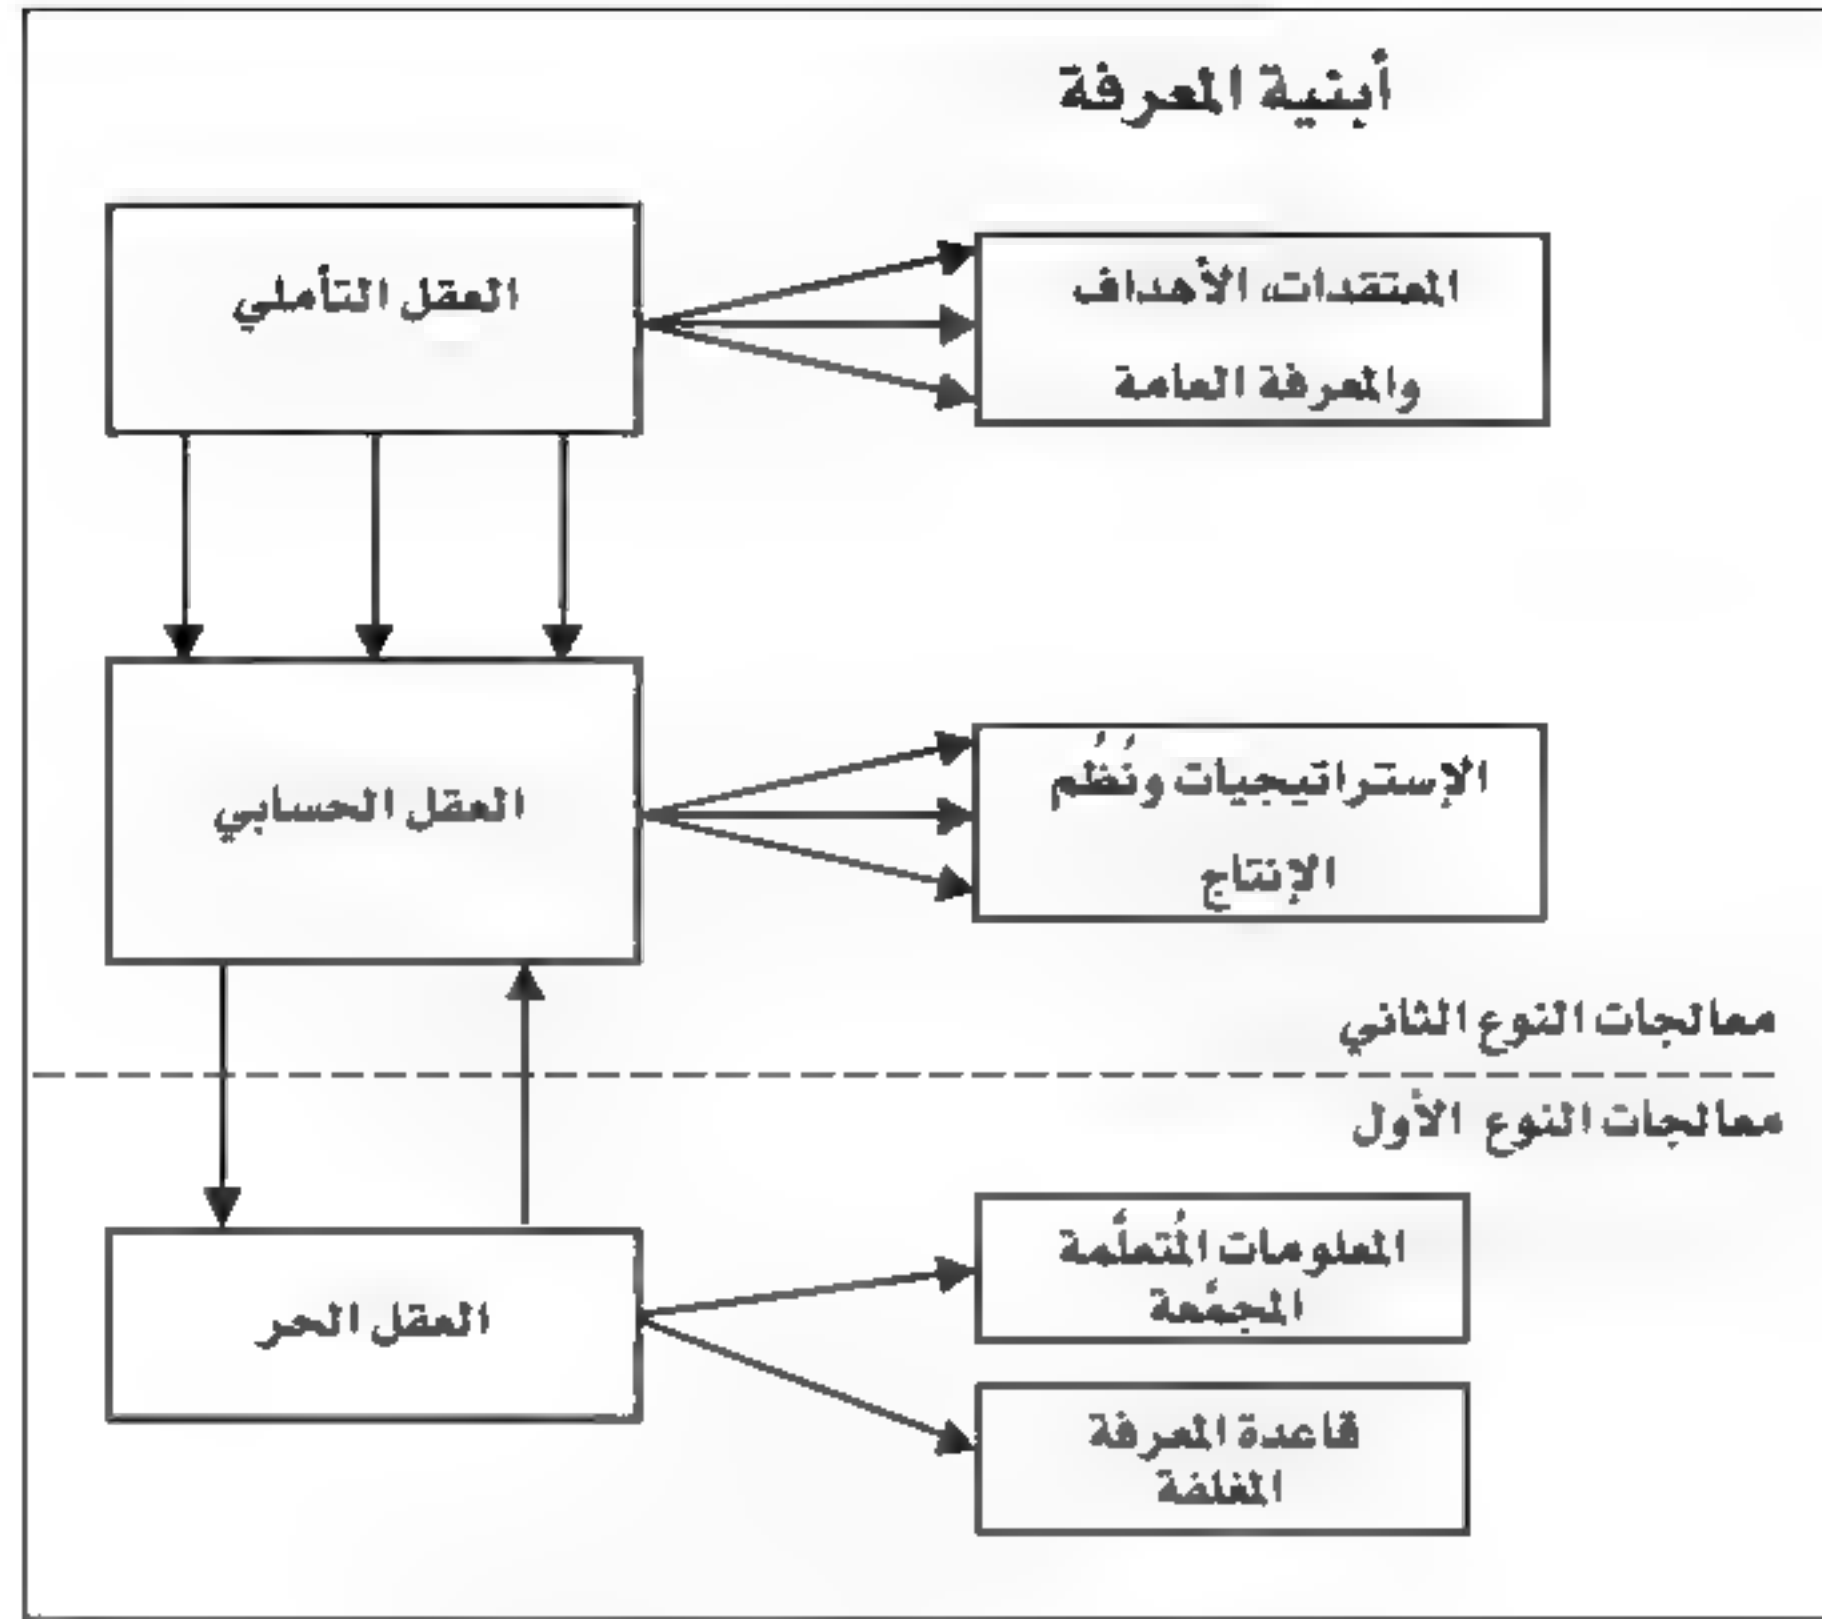 أبنية المعرفة
العقل التأملي
المعتقدات، الأهداف
والمعرفة العامة
العقل الحسابي
الإستراتيجيات ونُظُم
الإنتاج
معالجات النوع الثاني
معالجات النوع الأول
العقل الحر
المعلومات المُتعلَّمة
المجمَّعة
قاعدة المعرفة
المغلفة